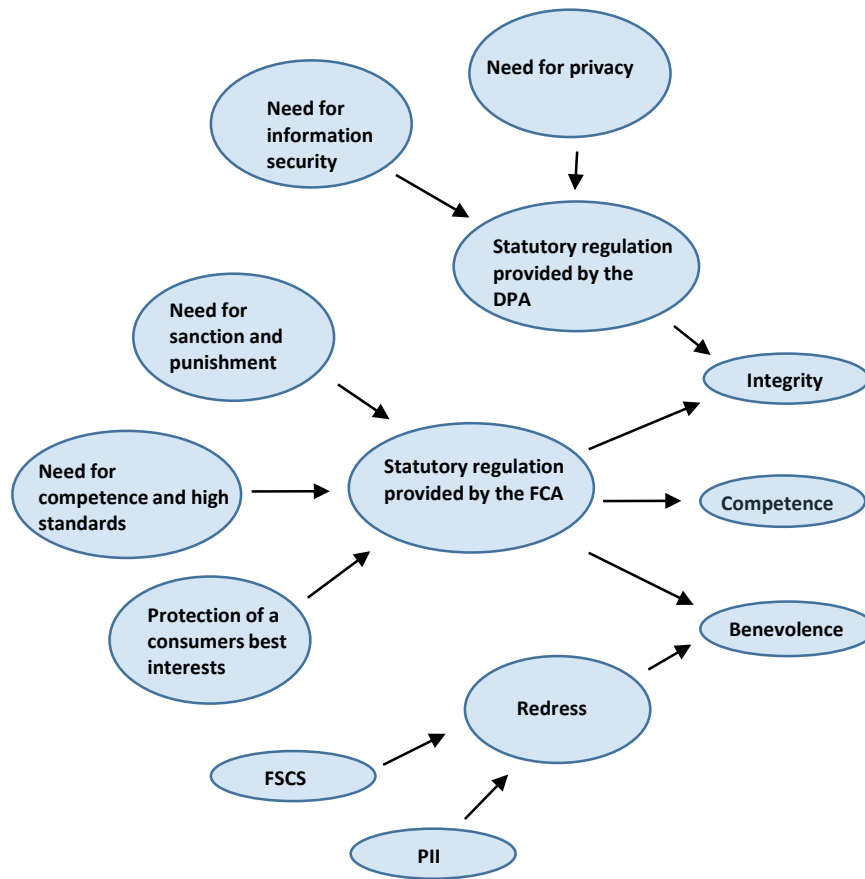 Need for privacy
Need for
information
security
Statutory regulation
provided by the
DPA
Need for
sanction and
punishment
Integrity
Statutory regulation
provided by the FCA
Need for
competence and high
standards
Competence
Protection of a
consumers best
interests
Benevolence
Redress
FSCS
PII